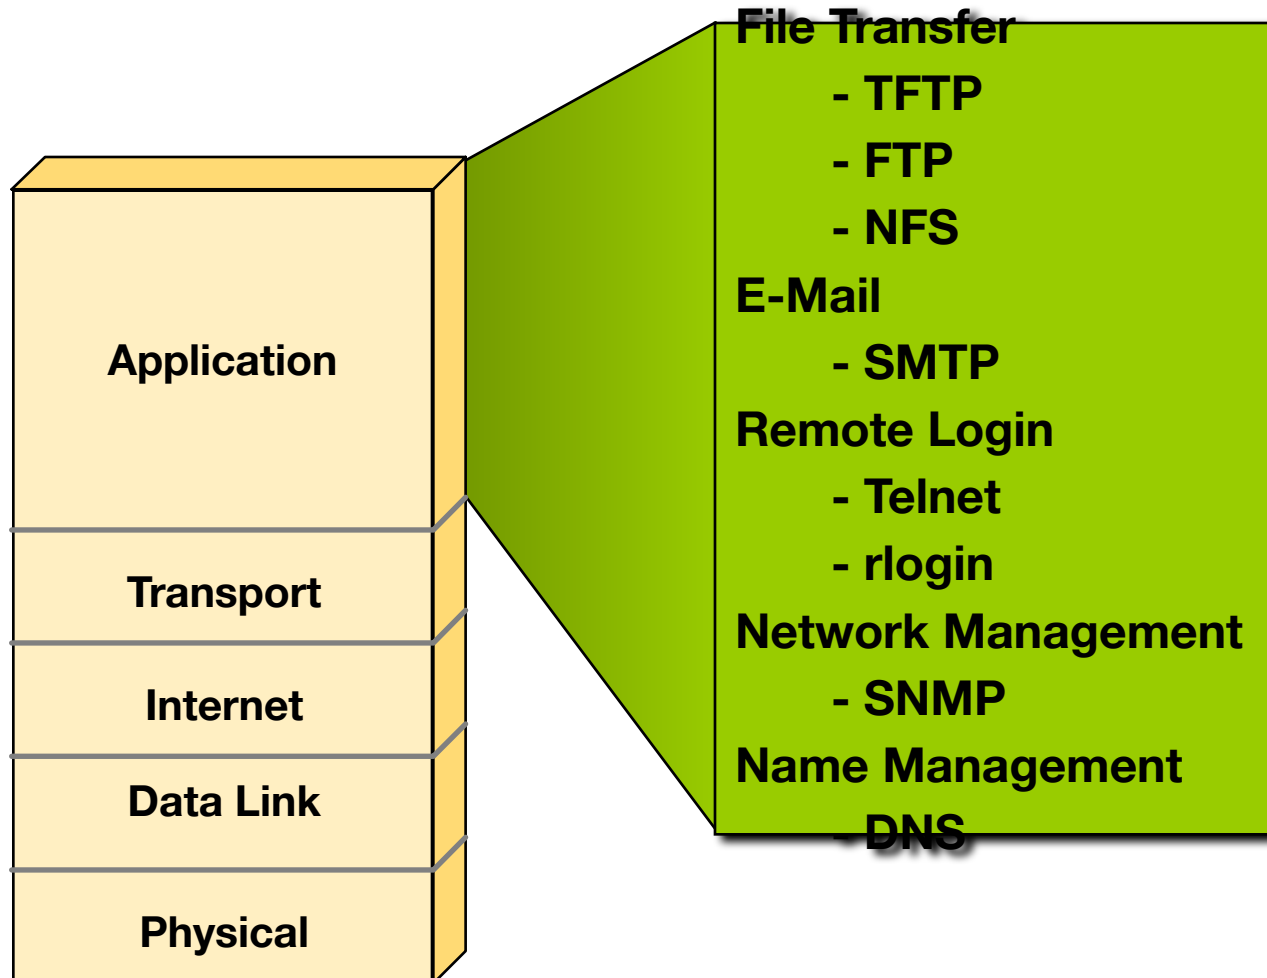 Application
Transport
Internet
Data Link
Physical
File Transfer
- TFTP
- FTP
- NFS
E-Mail
- SMTP
Remote Login
- Telnet
- rlogin
Network Management
- SNMP
Name Management
- DNS